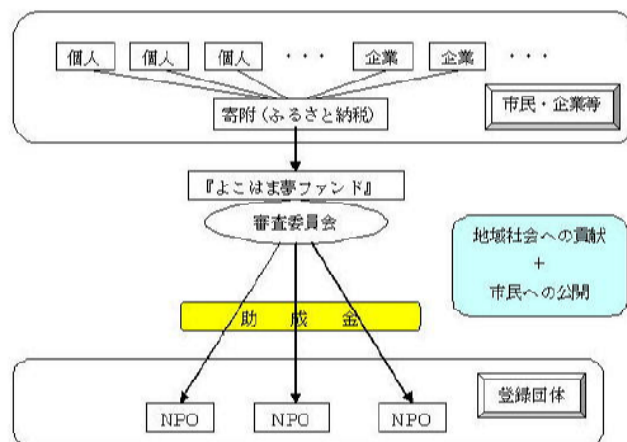 個人 個人 個人 ・・・ 企業 企業 ・・・
寄附（ふるさと納税）
市民・企業等
『よこはま夢ファンド』
審査委員会
地域社会への貢献
+
市民への公開
助 成 金
登録団体
NPO NPO NPO